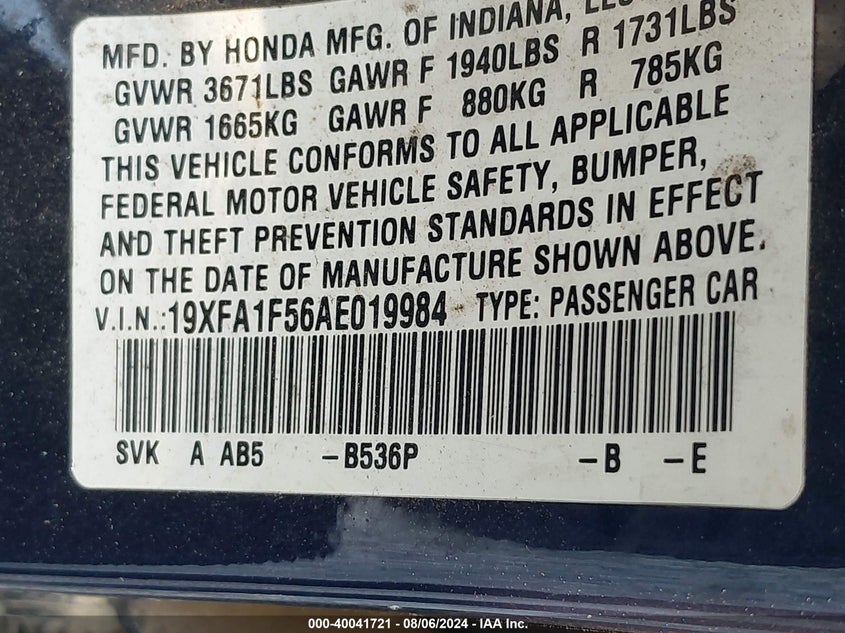 MFD. BY HONDA MFG. OF INDIANA,
GVWR 3671LBS GAWR F 1940LBS R 1731LBS
GVWR 1665KG GAWR F 880KG R 785KG
THIS VEHICLE CONFORMS TO ALL APPLICABLE
FEDERAL MOTOR VEHICLE SAFETY, BUMPER,
AND THEFT PREVENTION STANDARDS IN EFFECT
ON THE DATE OF MANUFACTURE SHOWN ABOVE.
V.I.N.:19XFA1F56AE019984 TYPE: PASSENGER CAR
SVK A AB5 -B536P -B -E
000-40041721 - 08/06/2024 - IAA Inc.